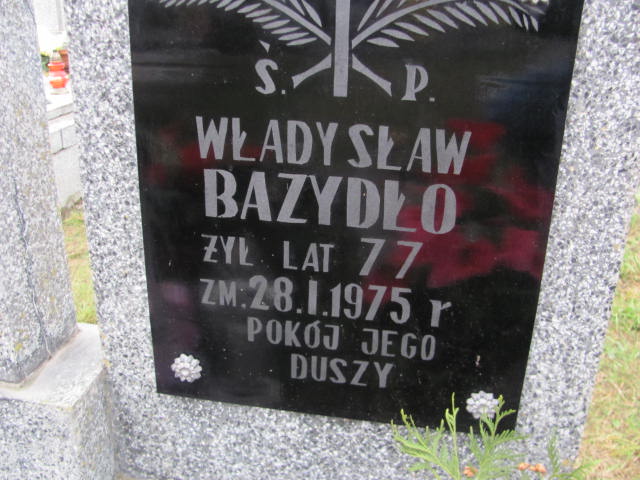 Ś. P.
WŁADYSŁAW
BAZYDŁO
ŻYŁ LAT 77
ZM. 28.I.1975 r
POKÓJ JEGO
DUSZY